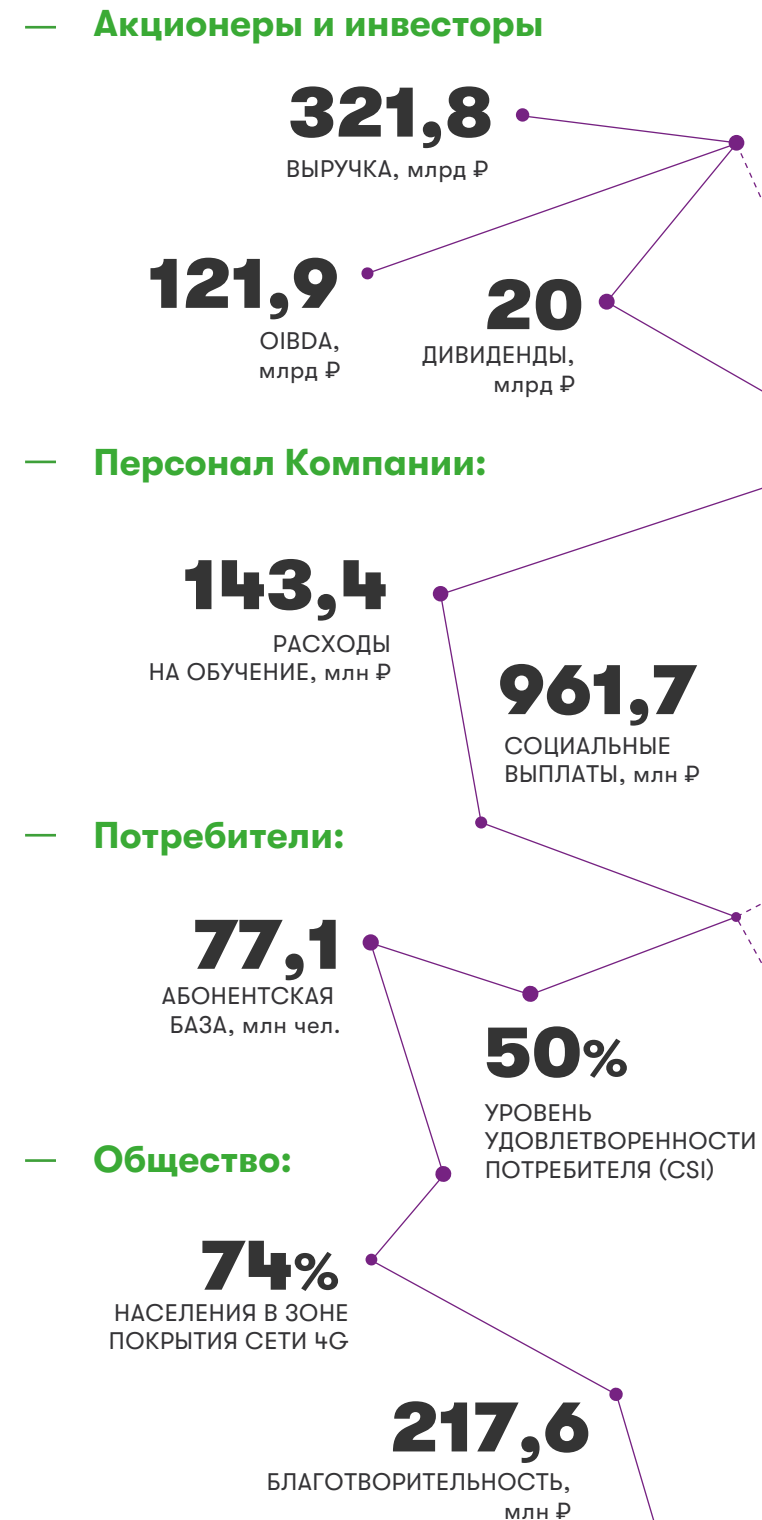 — Акционеры и инвесторы
321,8
ВЫРУЧКА, млрд ₽
121,9
OIBDA,
млрд ₽
20
ДИВИДЕНДЫ,
млрд ₽
— Персонал Компании:
143,4
РАСХОДЫ
НА ОБУЧЕНИЕ, млн ₽
961,7
СОЦИАЛЬНЫЕ
ВЫПЛАТЫ, млн ₽
— Потребители:
77,1
АБОНЕНТСКАЯ
БАЗА, млн чел.
50%
УРОВЕНЬ
УДОВЛЕТВОРЕННОСТИ
ПОТРЕБИТЕЛЯ (CSI)
— Общество:
74%
НАСЕЛЕНИЯ В ЗОНЕ
ПОКРЫТИЯ СЕТИ 4G
217,6
БЛАГОТВОРИТЕЛЬНОСТЬ,
млн ₽